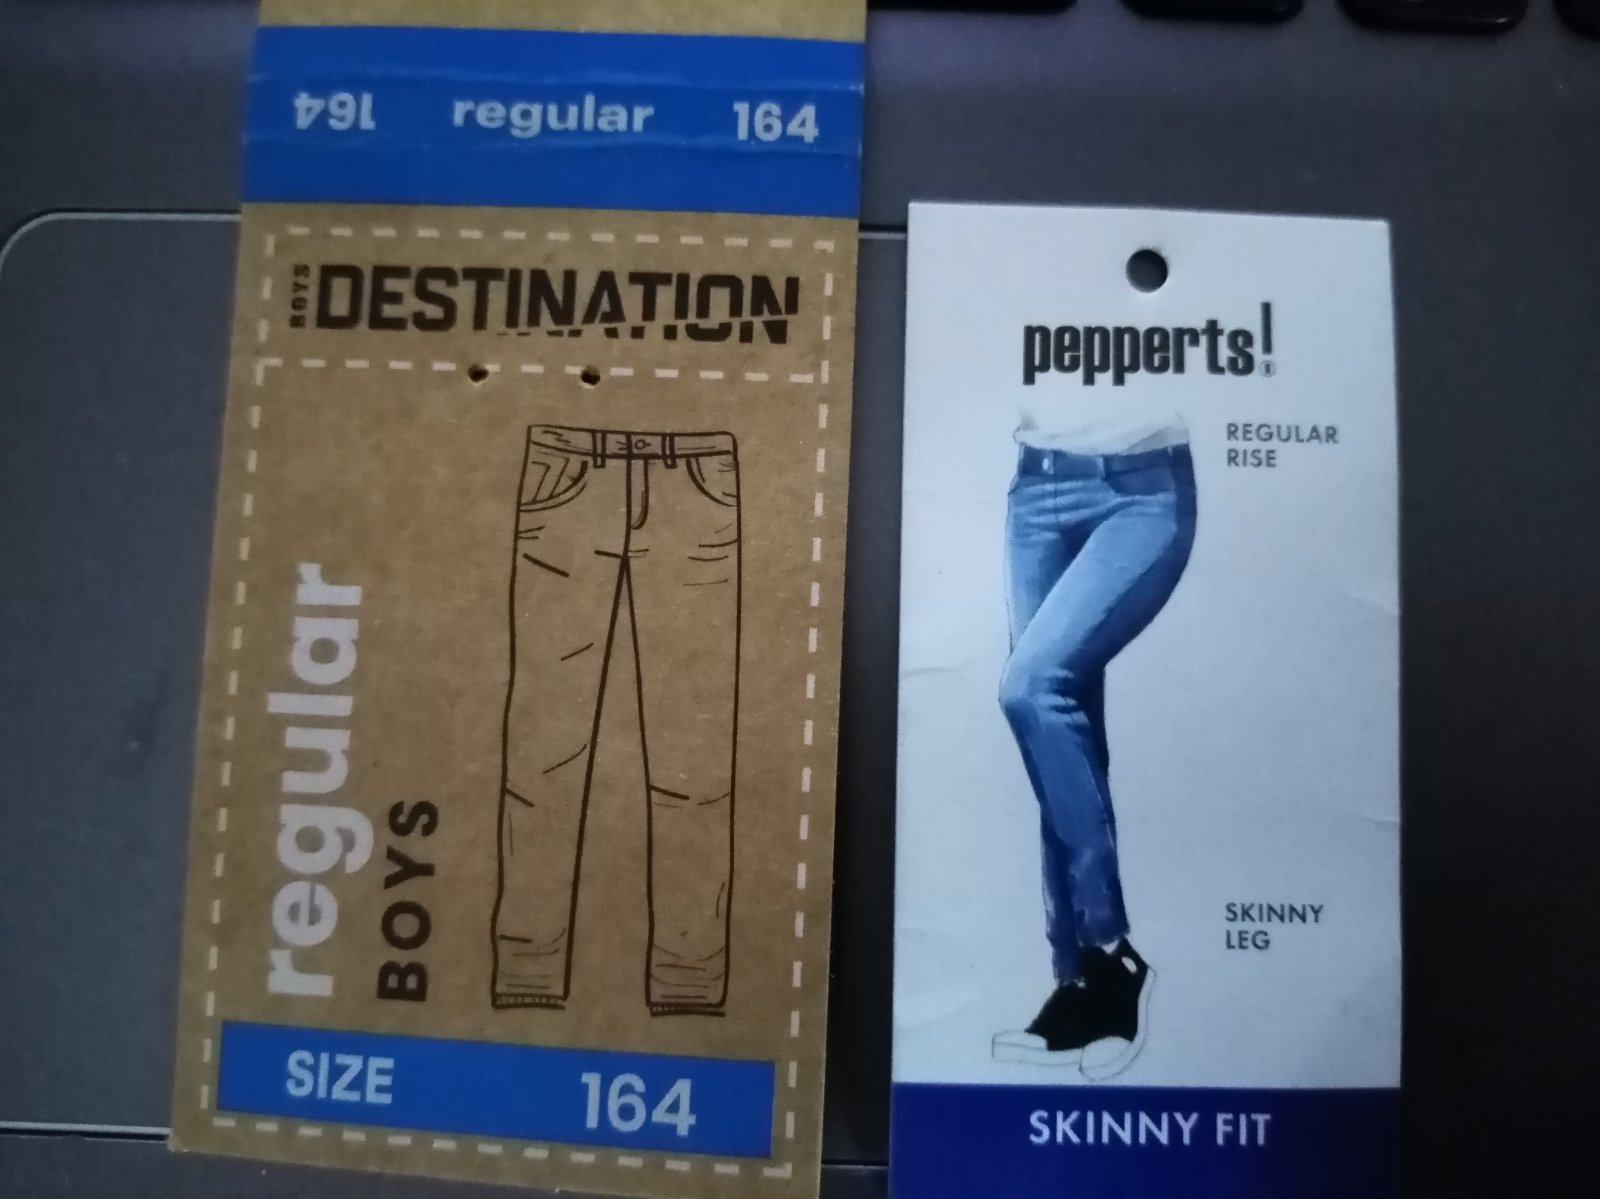 164 regular 164
BOYS DESTINATION
regular
BOYS
SIZE 164
pepperts!®
REGULAR
RISE
SKINNY
LEG
SKINNY FIT